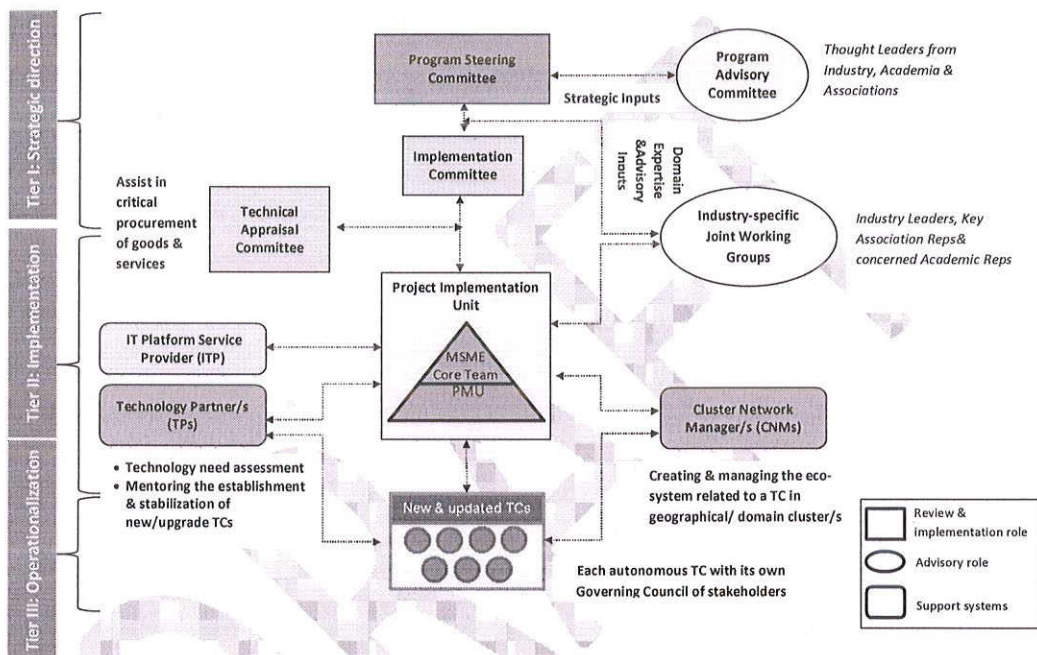 Tier I: Strategic direction
Tier II: Implementation
Tier III: Operationalization
Program Steering
Committee
Strategic Inputs
Program
Advisory
Committee
Thought Leaders from
Industry, Academia &
Associations
Implementation
Committee
Domain
Expertise
&Advisory
Inputs
Assist in
critical
procurement
of goods &
services
Technical
Appraisal
Committee
Industry-specific
Joint Working
Groups
Industry Leaders, Key
Association Reps&
concerned Academic Reps
Project Implementation
Unit
MSME
Core Team
PMU
IT Platform Service
Provider (ITP)
Technology Partner/s
(TPs)
Cluster Network
Manager/s (CNMs)
• Technology need assessment
• Mentoring the establishment
& stabilization of
new/upgrade TCs
New & updated TCs
Creating & managing the eco-
system related to a TC in
geographical/ domain cluster/s
Each autonomous TC with its own
Governing Council of stakeholders
Review &
implementation role
Advisory role
Support systems